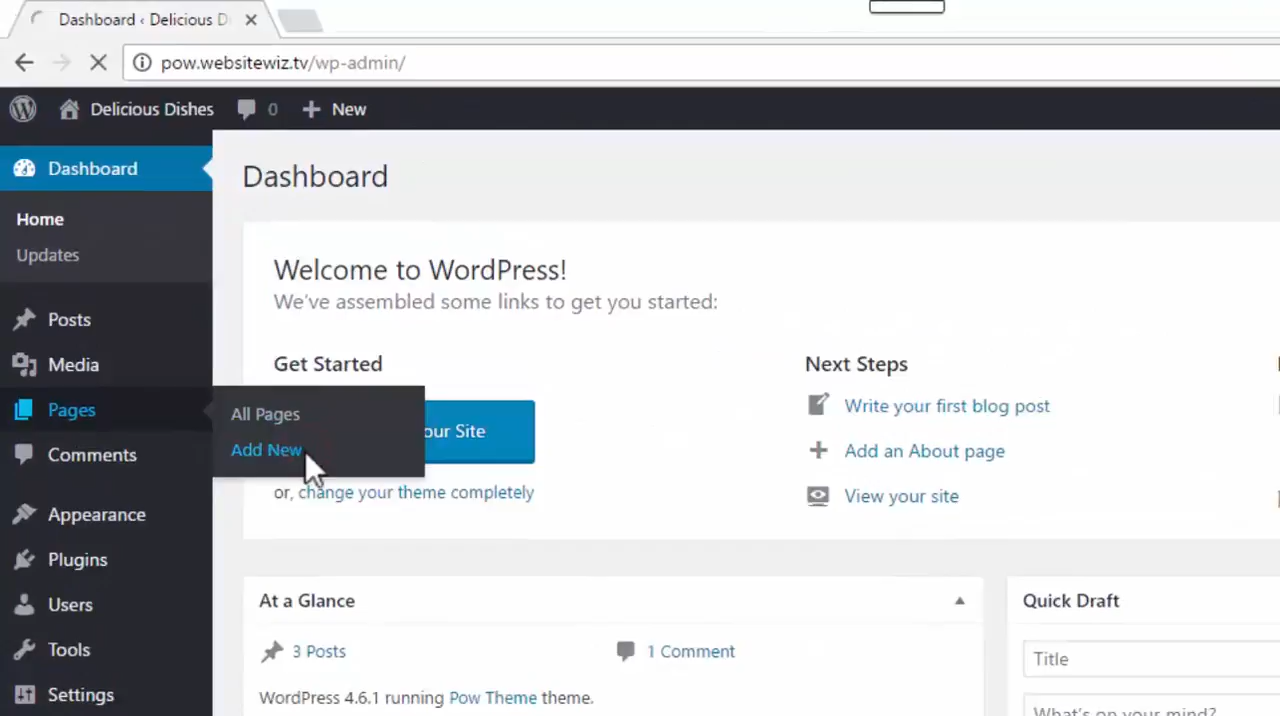 Dashboard ‹ Delicious D
pow.websitewiz.tv/wp-admin/
Delicious Dishes 0 New
Dashboard
Home
Updates
Posts
Media
Pages
Comments
Appearance
Plugins
Users
Tools
Settings
All Pages
Add New
Dashboard
Welcome to WordPress!
We've assembled some links to get you started:
Get Started
our Site
or, change your theme completely
Next Steps
Write your first blog post
Add an About page
View your site
At a Glance
3 Posts
1 Comment
WordPress 4.6.1 running Pow Theme theme.
Quick Draft
Title
What's on your mind?